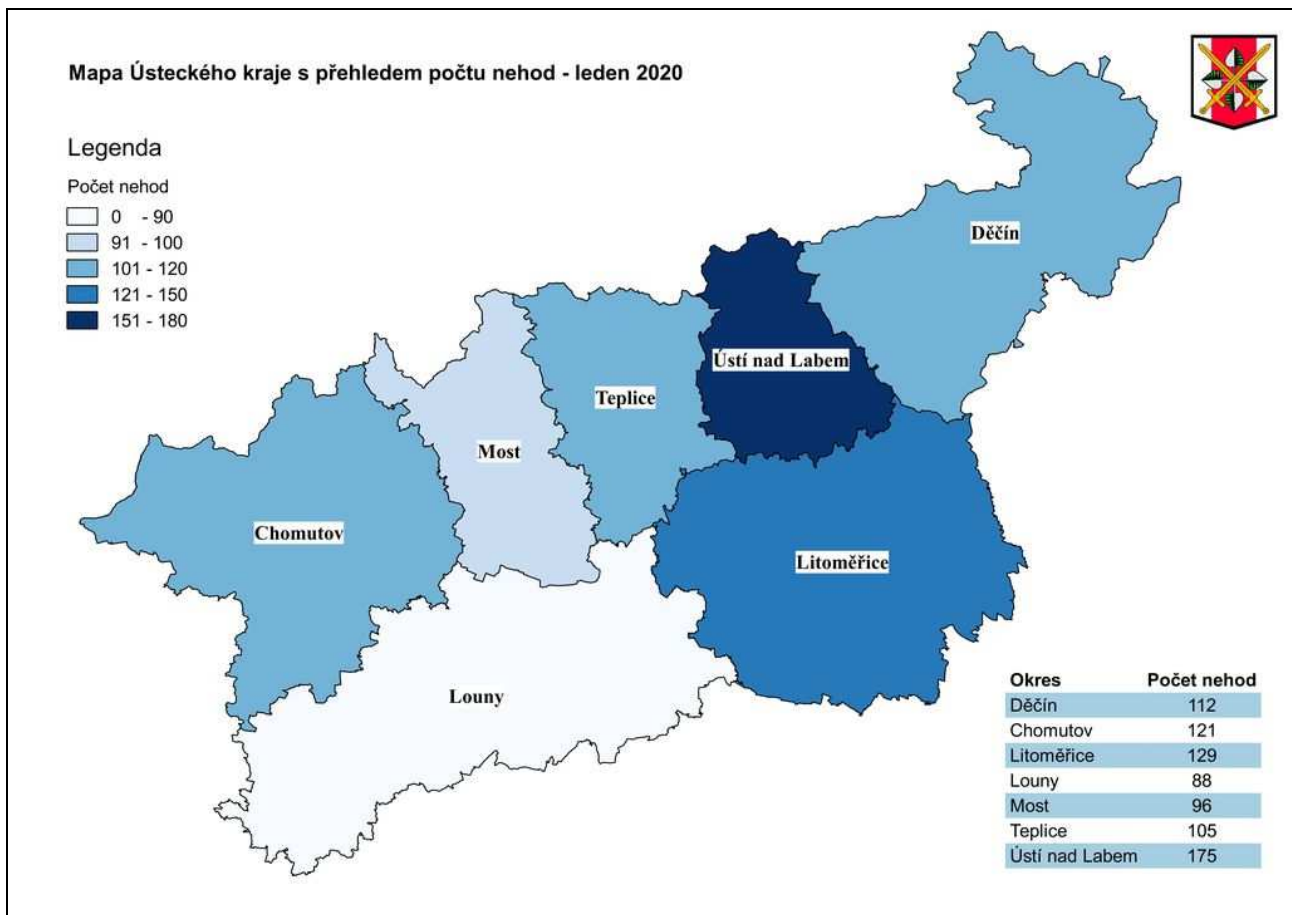 Mapa Ústeckého kraje s přehledem počtu nehod - leden 2020
Legenda
Počet nehod
0 - 90
91 - 100
101 - 120
121 - 150
151 - 180
Děčín
Ústí nad Labem
Teplice
Most
Chomutov
Litoměřice
Louny
Okres Počet nehod
Děčín 112
Chomutov 121
Litoměřice 129
Louny 88
Most 96
Teplice 105
Ústí nad Labem 175